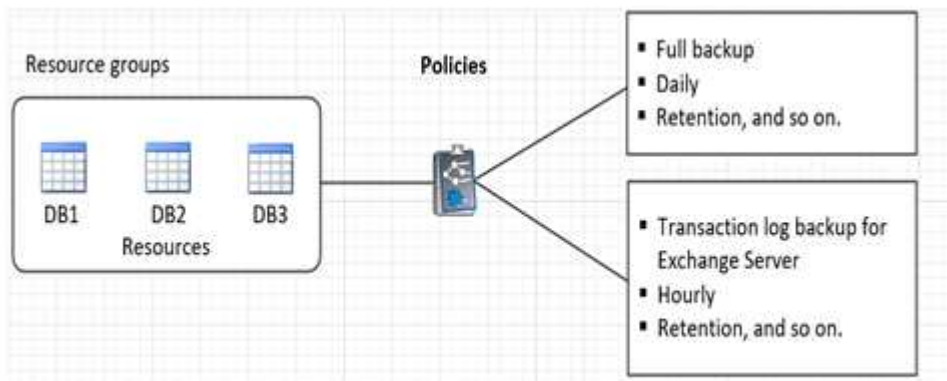 Resource groups
DB1
DB2
DB3
Resources
Policies
▪ Full backup
▪ Daily
▪ Retention, and so on.
▪ Transaction log backup for
Exchange Server
▪ Hourly
▪ Retention, and so on.